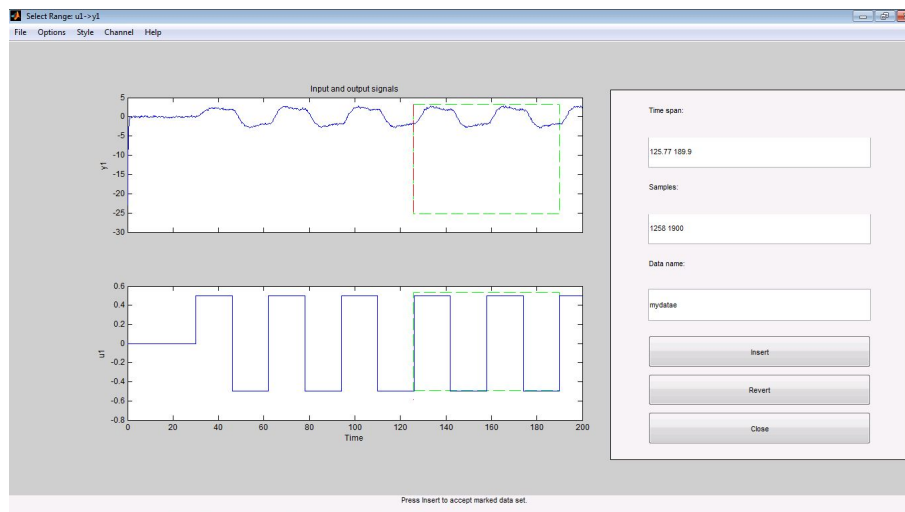 Select Range: u1->y1
File Options Style Channel Help
Input and output signals
5
0
-5
-10
-15
-20
-25
-30
y1
0.6
0.4
0.2
0
-0.2
-0.4
-0.6
-0.8
u1
0 20 40 60 80 100 120 140 160 180 200
Time
Time span:
125.77 189.9
Samples:
1258 1900
Data name:
mydatae
Insert
Revert
Close
Press Insert to accept marked data set.